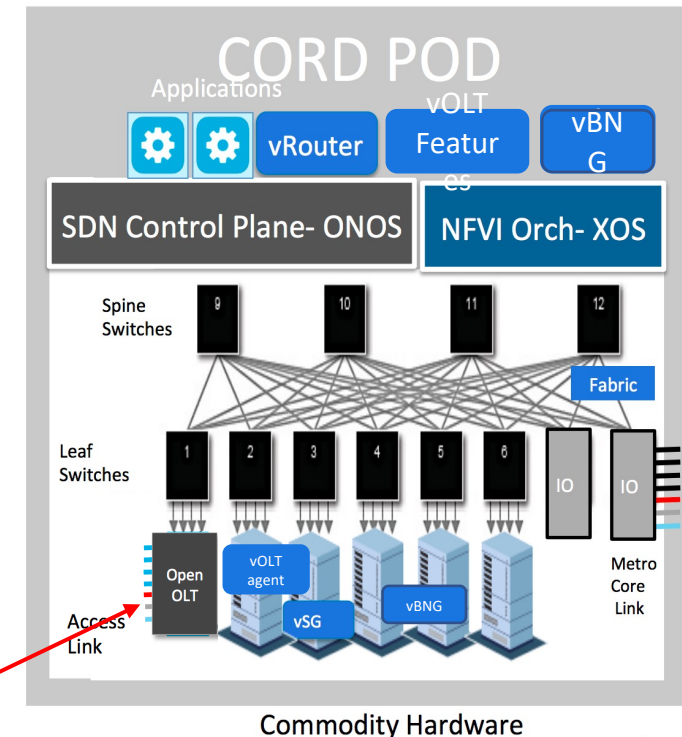 CORD POD
Applications
vRouter
vOLT
Featur
es
vBN
G
SDN Control Plane- ONOS
NFVI Orch- XOS
Spine
Switches
9
10
11
12
Fabric
Leaf
Switches
1
2
3
4
5
6
IO
IO
Open
OLT
vOLT
agent
vSG
vBNG
Metro
Core
Link
Access
Link
Commodity Hardware